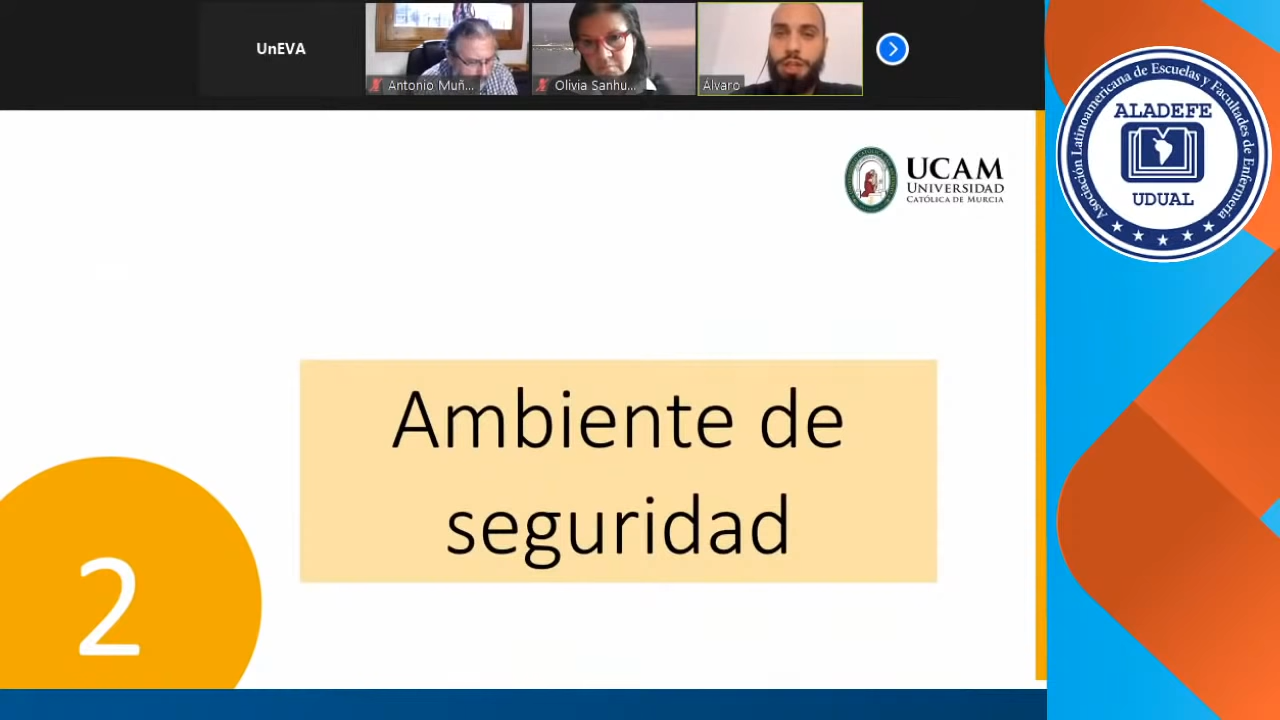 UnEVA
Antonio Muñ...
Olivia Sanhu...
Álvaro
UCAM
UNIVERSIDAD
CATÓLICA DE MURCIA
Asociación Latinoamericana de Escuelas y Facultades de Enfermería
ALADEFE
UDUAL
Ambiente de
seguridad
2